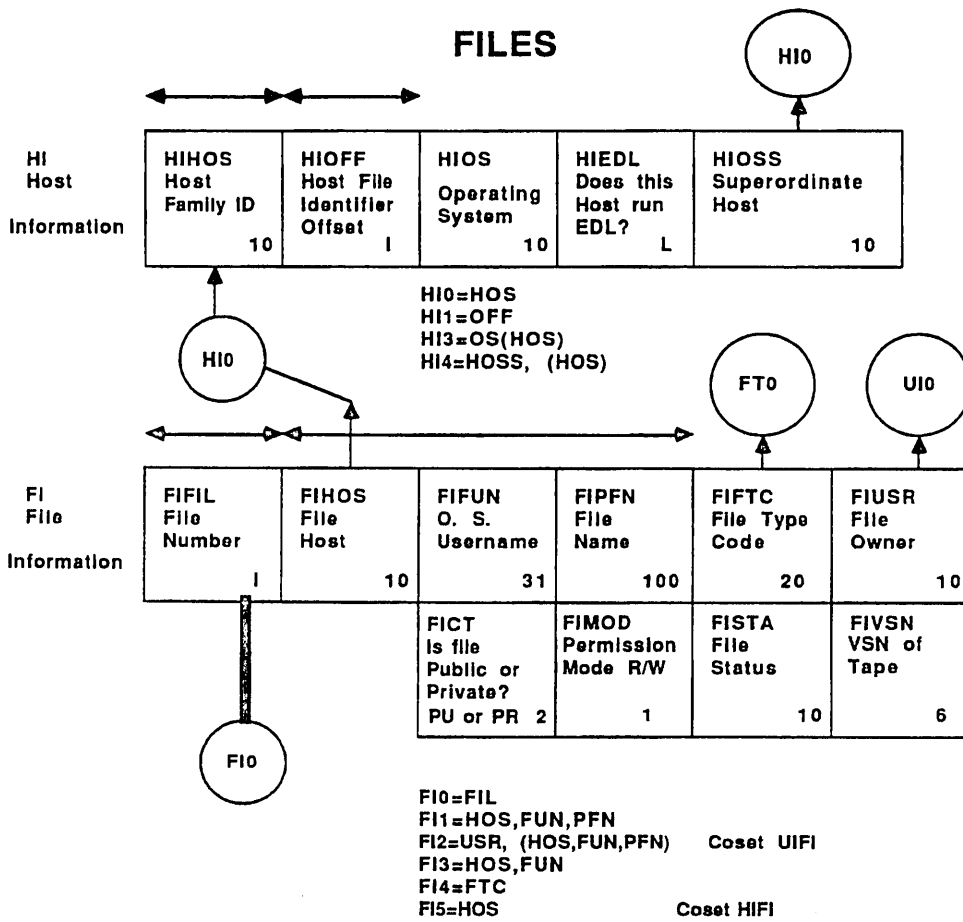 FILES
HI0
HI
Host
Information
HIHOS
Host
Family ID
10
HIOFF
Host File
Identifier
Offset
I
HIOS
Operating
System
10
HIEDL
Does this
Host run
EDL?
L
HIOSS
Superordinate
Host
10
HI0=HOS
HI1=OFF
HI3=OS(HOS)
HI4=HOSS, (HOS)
HI0
FT0
UI0
FI
File
Information
FIFIL
File
Number
I
FIHOS
File
Host
10
FIFUN
O. S.
Username
31
FIPFN
File
Name
100
FIFTC
File Type
Code
20
FIUSR
File
Owner
10
FICT
Is file
Public or
Private?
PU or PR 2
FIMOD
Permission
Mode R/W
1
FISTA
File
Status
10
FIVSN
VSN of
Tape
6
FI0
FI0=FIL
FI1=HOS,FUN,PFN
FI2=USR, (HOS,FUN,PFN) Coset UIFI
FI3=HOS,FUN
FI4=FTC
FI5=HOS Coset HIFI